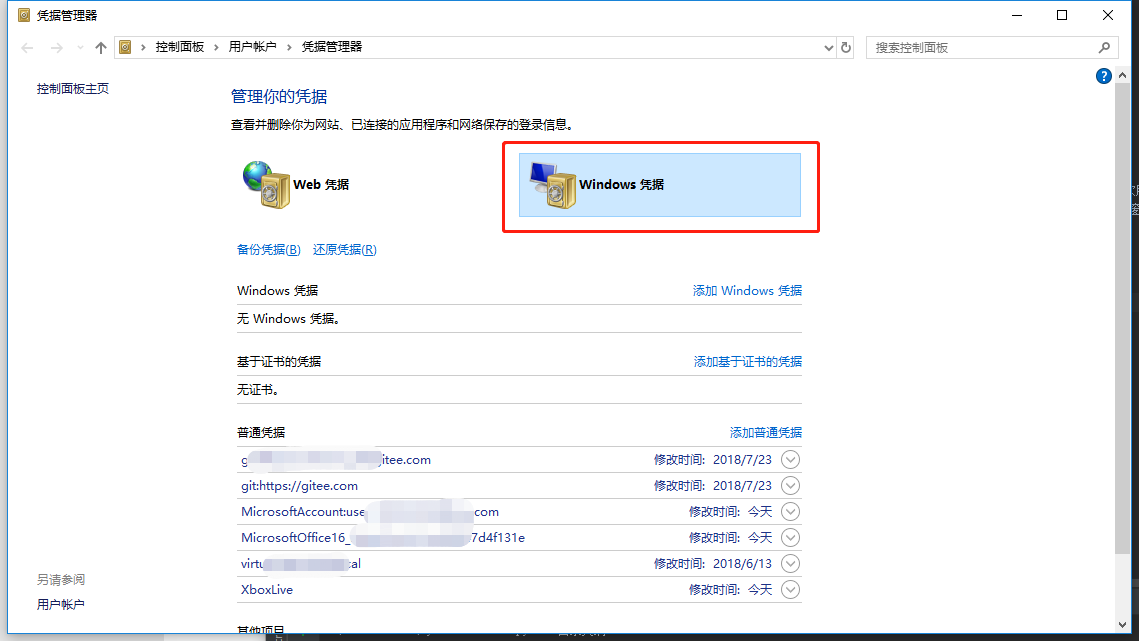 凭据管理器
控制面板 > 用户帐户 > 凭据管理器
搜索控制面板
控制面板主页
管理你的凭据
查看并删除你为网站、已连接的应用程序和网络保存的登录信息。
Web 凭据
Windows 凭据
备份凭据(B) 还原凭据(R)
Windows 凭据 添加 Windows 凭据
无 Windows 凭据。
基于证书的凭据 添加基于证书的凭据
无证书。
普通凭据 添加普通凭据
g itee.com 修改时间: 2018/7/23
git:https://gitee.com 修改时间: 2018/7/23
MicrosoftAccount:use com 修改时间: 今天
MicrosoftOffice16_ 7d4f131e 修改时间: 今天
virtu al 修改时间: 2018/6/13
XboxLive 修改时间: 今天
其他项目
另请参阅
用户帐户